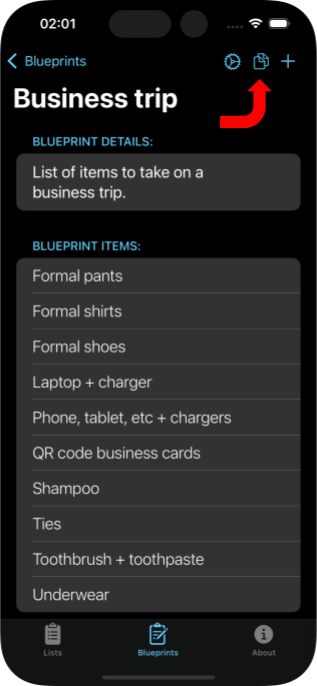 02:01
Blueprints
Business trip
BLUEPRINT DETAILS:
List of items to take on a
business trip.
BLUEPRINT ITEMS:
Formal pants
Formal shirts
Formal shoes
Laptop + charger
Phone, tablet, etc + chargers
QR code business cards
Shampoo
Ties
Toothbrush + toothpaste
Underwear
Lists
Blueprints
About